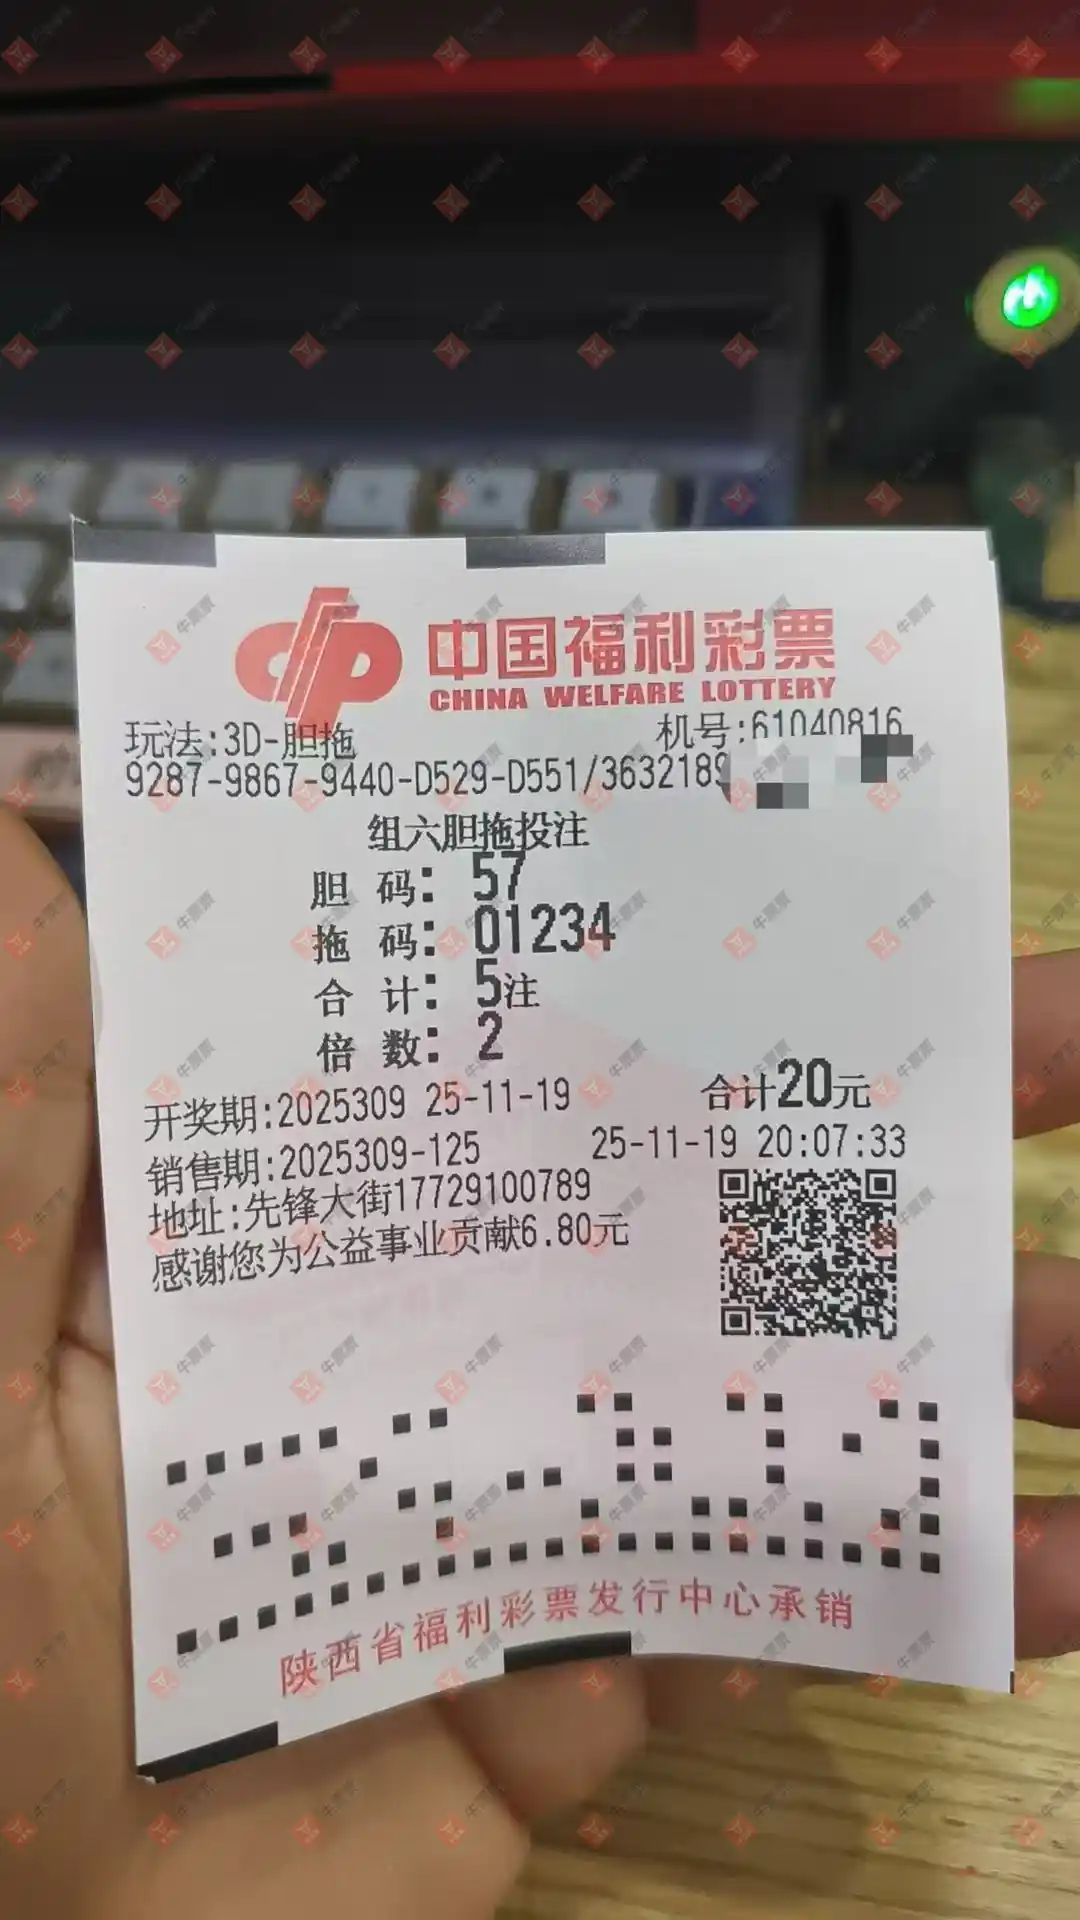 中国福利彩票
CHINA WELFARE LOTTERY
玩法:3D-胆拖 机号:61040816
9287-9867-9440-D529-D551/3632189
组六胆拖投注
胆 码: 57
拖 码: 01234
合 计: 5注
倍 数: 2
开奖期:2025309 25-11-19 合计20元
销售期:2025309-125 25-11-19 20:07:33
地址:先锋大街17729100789
感谢您为公益事业贡献6.80元
陕西省福利彩票发行中心承销
牛票票